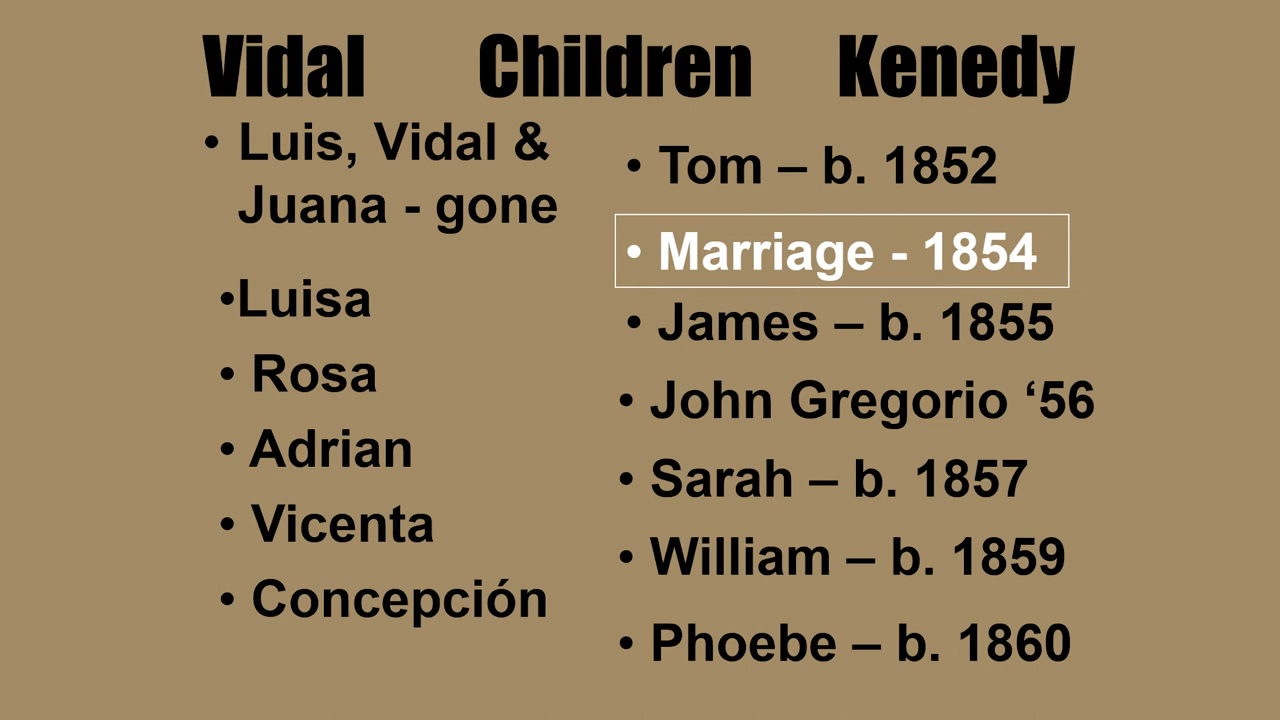 Vidal Children Kenedy
• Luis, Vidal &
Juana - gone
•Luisa
• Rosa
• Adrian
• Vicenta
• Concepción
• Tom – b. 1852
• Marriage - 1854
• James – b. 1855
• John Gregorio ‘56
• Sarah – b. 1857
• William – b. 1859
• Phoebe – b. 1860